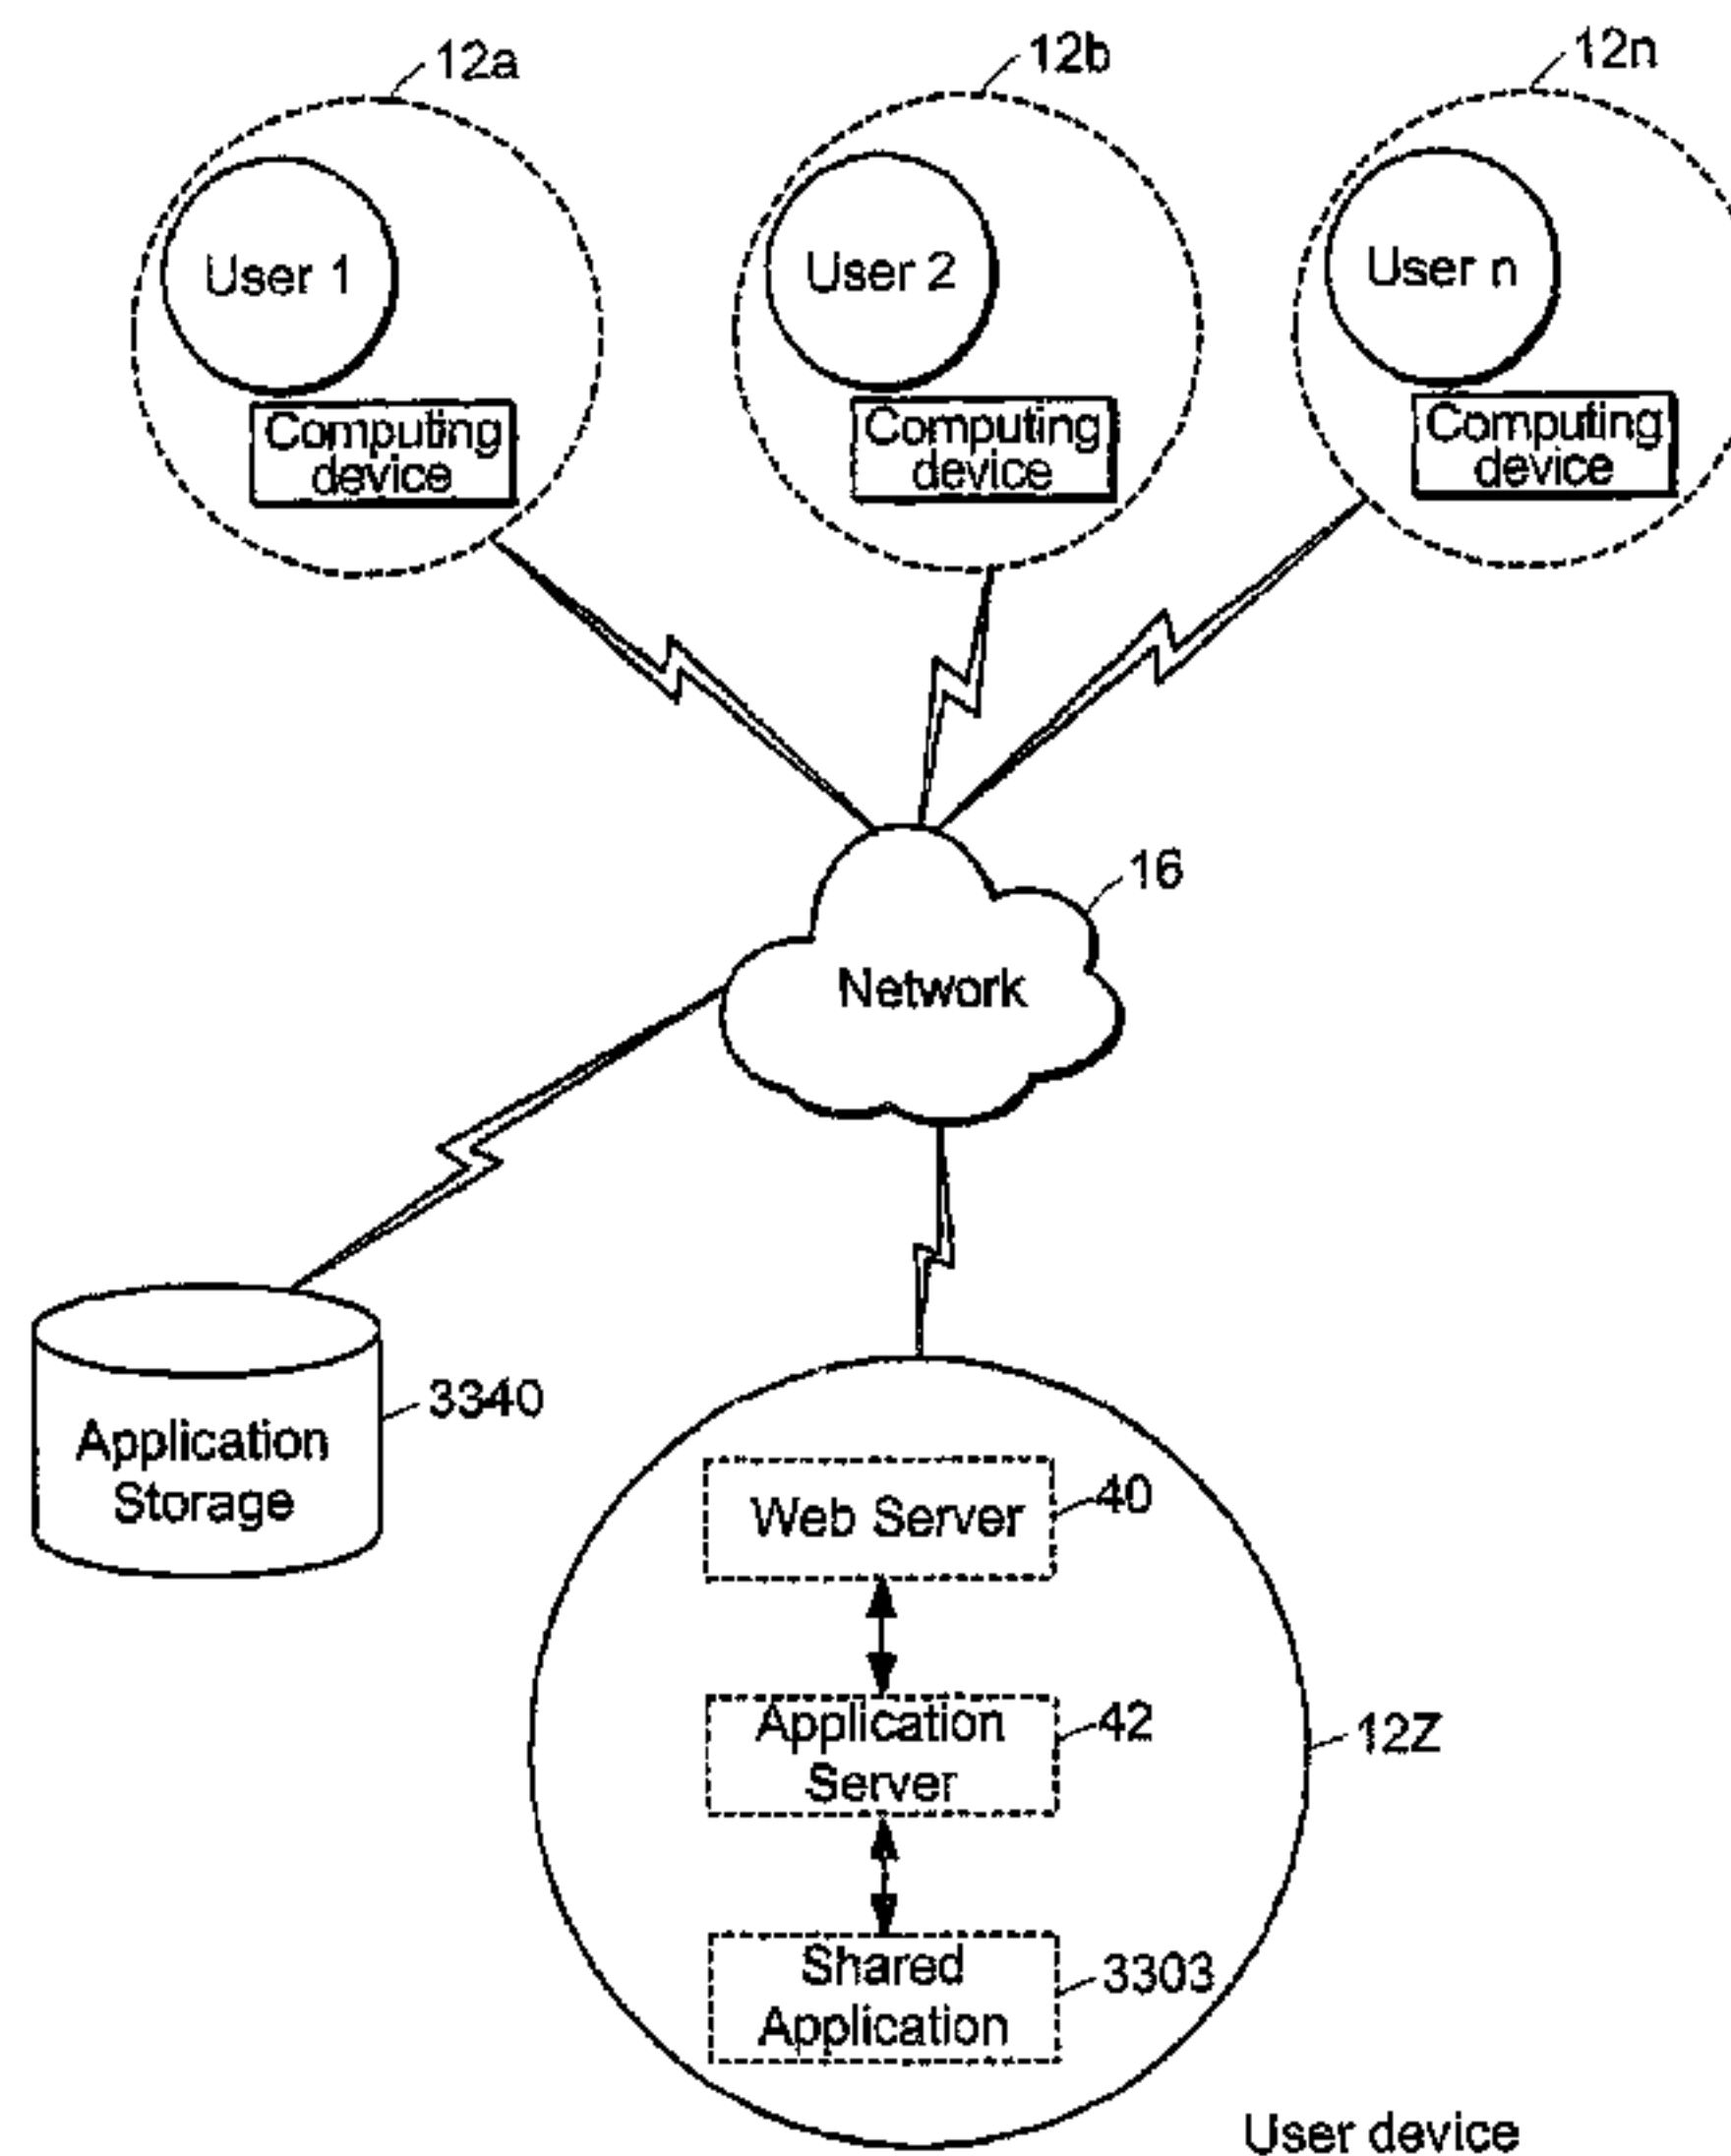 12a
12b
12n
User 1
User 2
User n
Computing
device
Computing
device
Computing
device
16
Network
3340
Application
Storage
Web Server
40
Application
Server
42
12Z
Shared
Application
3303
User device